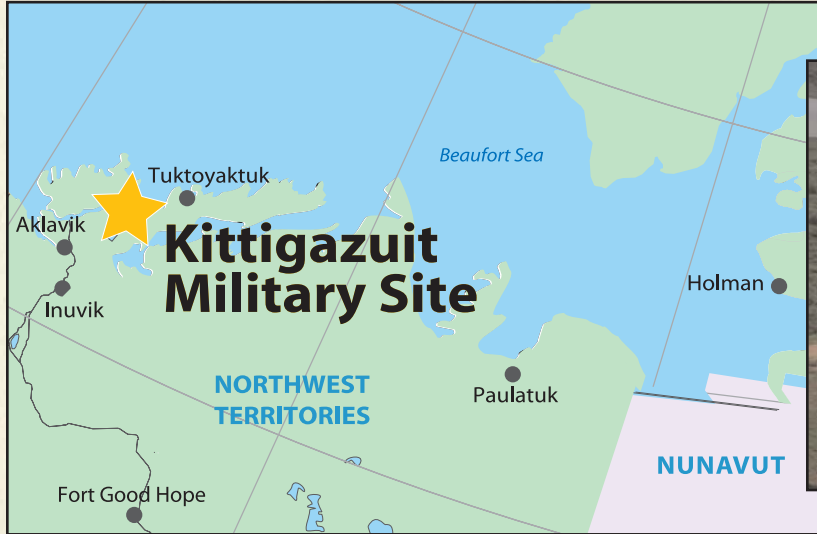 Beaufort Sea
Tuktoyaktuk
Aklavik
Kittigazuit
Military Site
Inuvik
Holman
NORTHWEST
TERRITORIES
Paulatuk
NUNAVUT
Fort Good Hope